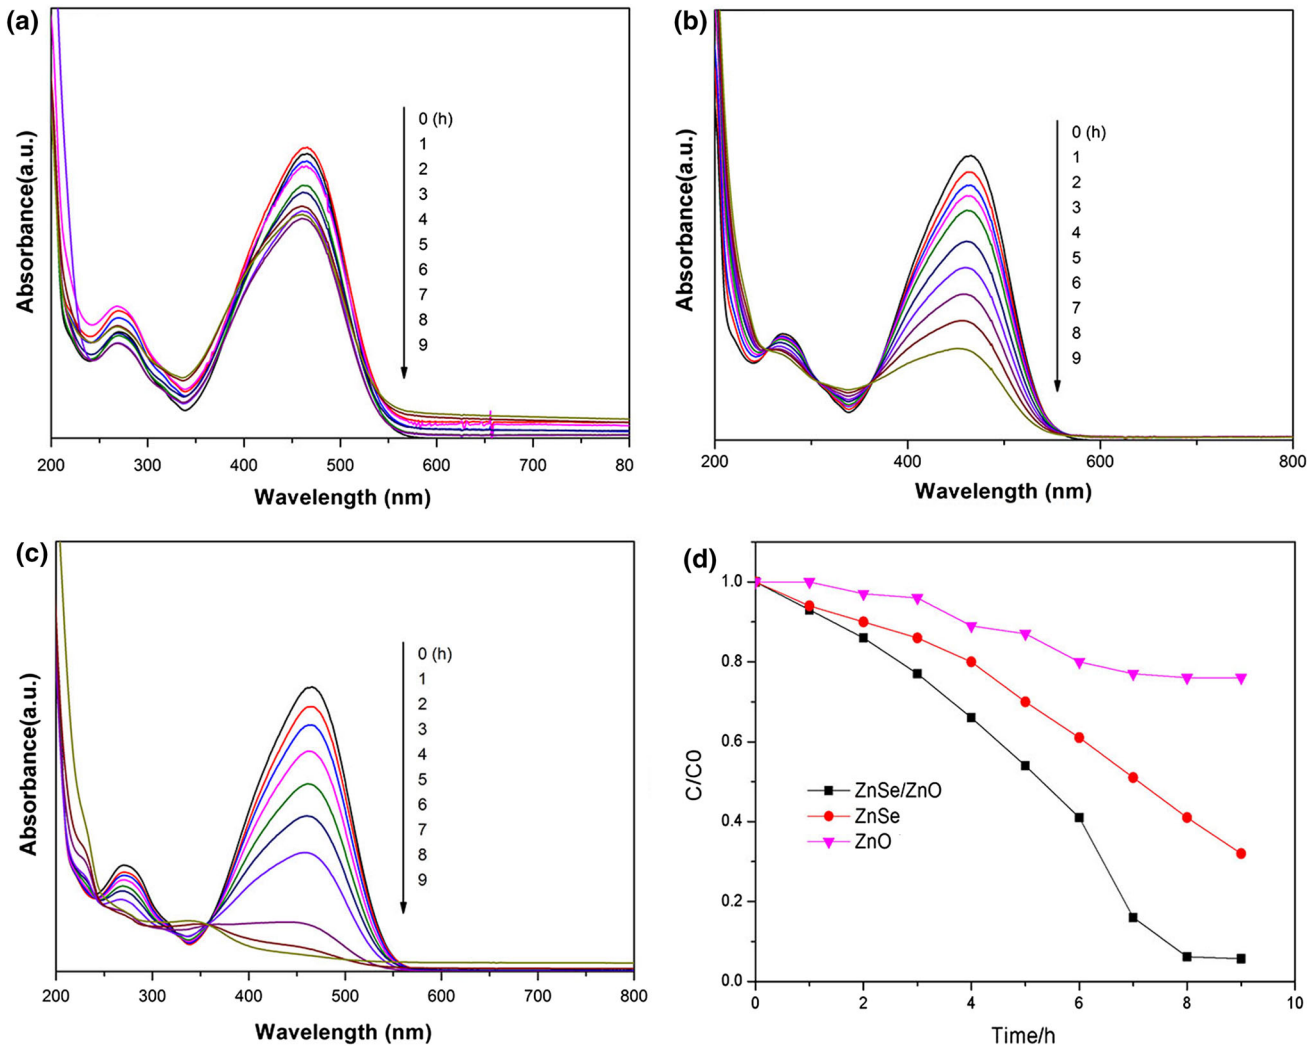 (a)
Absorbance(a.u.)
0 (h)
1
2
3
4
5
6
7
8
9
200 300 400 500 600 700 80
Wavelength (nm)
(b)
Absorbance(a.u.)
0 (h)
1
2
3
4
5
6
7
8
9
200 400 600 800
Wavelength (nm)
(c)
Absorbance(a.u.)
0 (h)
1
2
3
4
5
6
7
8
9
200 300 400 500 600 700 800
Wavelength (nm)
(d)
C/C0
1.0
0.8
0.6
0.4
0.2
0.0
ZnSe/ZnO
ZnSe
ZnO
0 2 4 6 8 10
Time/h